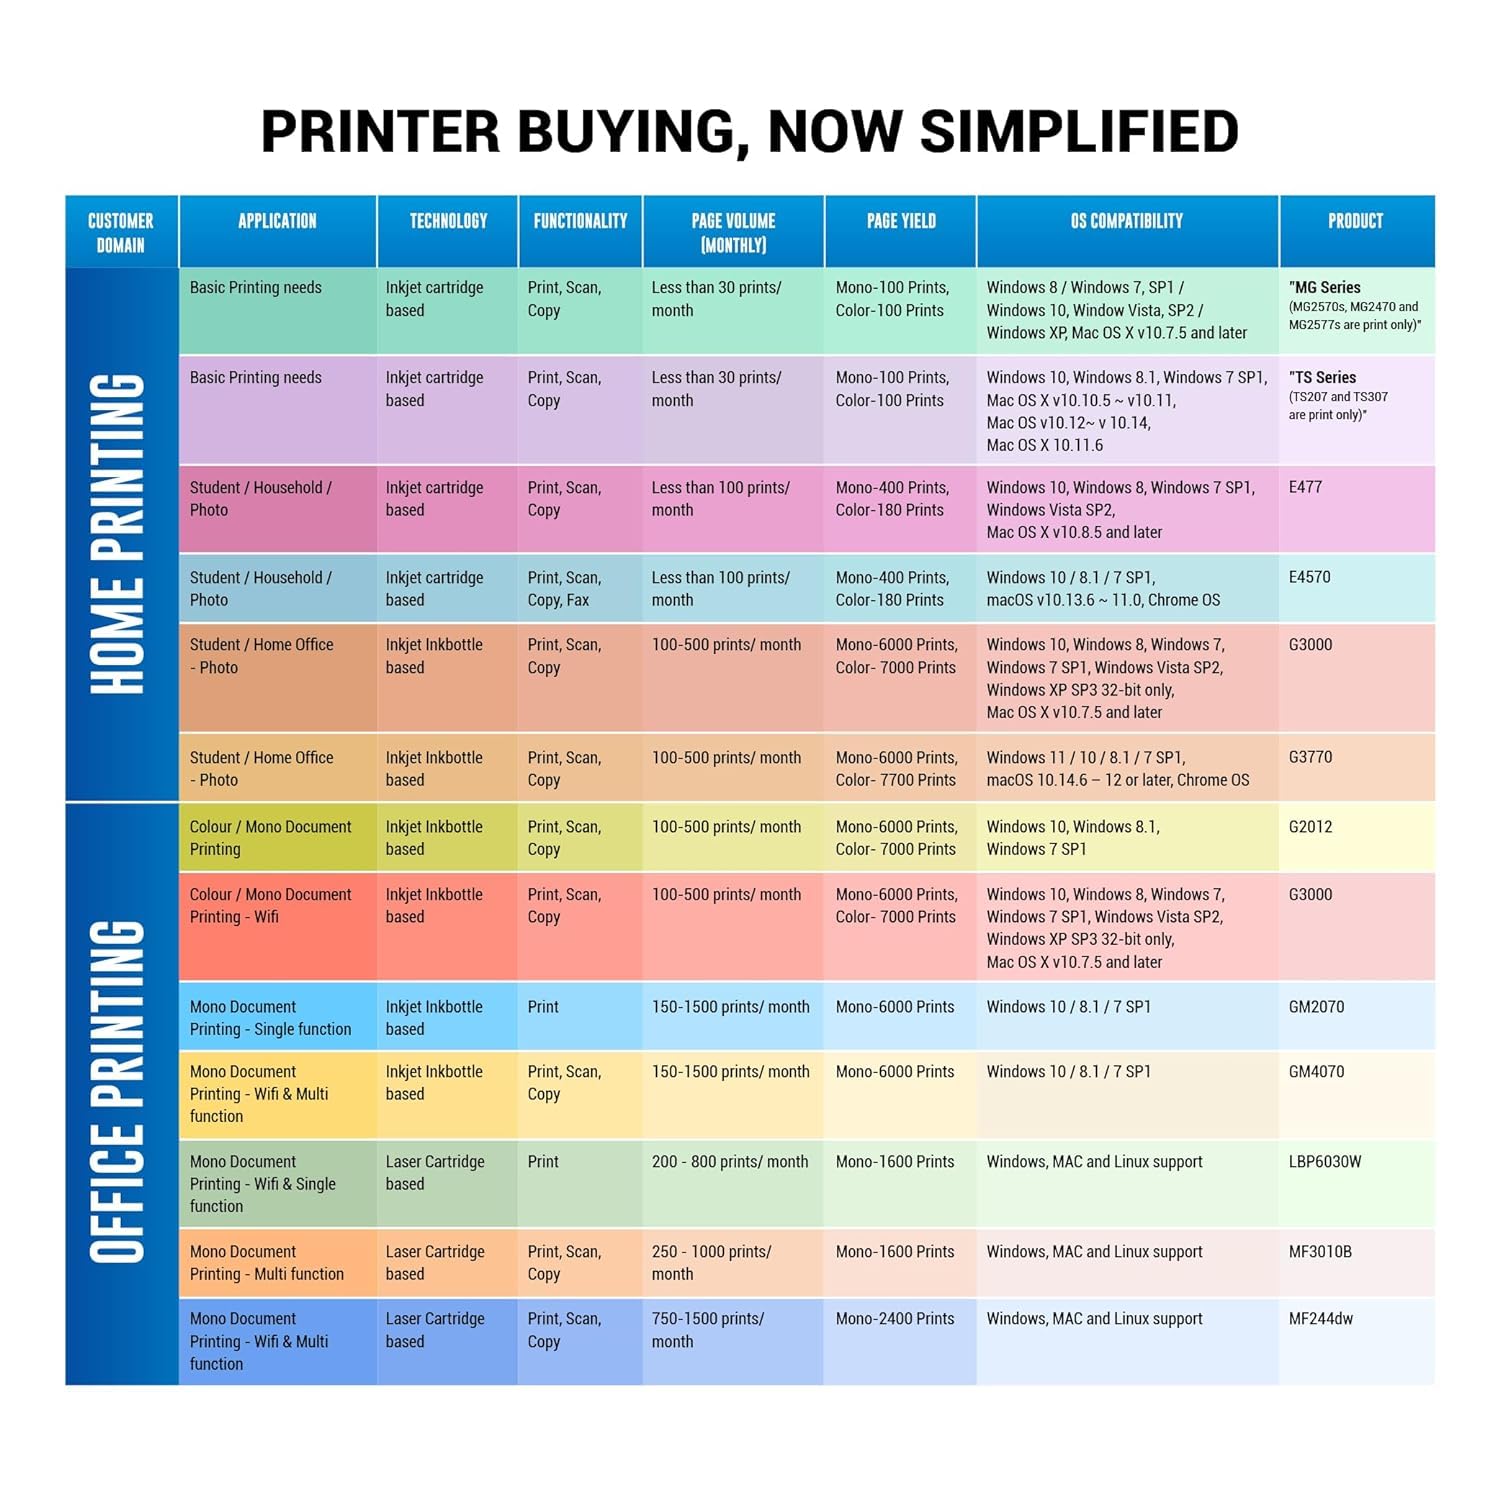 PRINTER BUYING, NOW SIMPLIFIED
CUSTOMER
DOMAIN
APPLICATION
TECHNOLOGY
FUNCTIONALITY
PAGE VOLUME
(MONTHLY)
PAGE YIELD
OS COMPATIBILITY
PRODUCT
HOME PRINTING
Basic Printing needs
Inkjet cartridge
based
Print, Scan,
Copy
Less than 30 prints/
month
Mono-100 Prints,
Color-100 Prints
Windows 8 / Windows 7, SP1 /
Windows 10, Window Vista, SP2 /
Windows XP, Mac OS X v10.7.5 and later
"MG Series
(MG2570s, MG2470 and
MG2577s are print only)"
Basic Printing needs
Inkjet cartridge
based
Print, Scan,
Copy
Less than 30 prints/
month
Mono-100 Prints,
Color-100 Prints
Windows 10, Windows 8.1, Windows 7 SP1,
Mac OS X v10.10.5 ~ v10.11,
Mac OS v10.12~ v 10.14,
Mac OS X 10.11.6
"TS Series
(TS207 and TS307
are print only)"
Student / Household /
Photo
Inkjet cartridge
based
Print, Scan,
Copy
Less than 100 prints/
month
Mono-400 Prints,
Color-180 Prints
Windows 10, Windows 8, Windows 7 SP1,
Windows Vista SP2,
Mac OS X v10.8.5 and later
E477
Student / Household /
Photo
Inkjet cartridge
based
Print, Scan,
Copy, Fax
Less than 100 prints/
month
Mono-400 Prints,
Color-180 Prints
Windows 10 / 8.1 / 7 SP1,
macOS v10.13.6 ~ 11.0, Chrome OS
E4570
Student / Home Office
- Photo
Inkjet Inkbottle
based
Print, Scan,
Copy
100-500 prints/ month
Mono-6000 Prints,
Color- 7000 Prints
Windows 10, Windows 8, Windows 7,
Windows 7 SP1, Windows Vista SP2,
Windows XP SP3 32-bit only,
Mac OS X v10.7.5 and later
G3000
Student / Home Office
- Photo
Inkjet Inkbottle
based
Print, Scan,
Copy
100-500 prints/ month
Mono-6000 Prints,
Color- 7700 Prints
Windows 11 / 10 / 8.1 / 7 SP1,
macOS 10.14.6 – 12 or later, Chrome OS
G3770
OFFICE PRINTING
Colour / Mono Document
Printing
Inkjet Inkbottle
based
Print, Scan,
Copy
100-500 prints/ month
Mono-6000 Prints,
Color- 7000 Prints
Windows 10, Windows 8.1,
Windows 7 SP1
G2012
Colour / Mono Document
Printing - Wifi
Inkjet Inkbottle
based
Print, Scan,
Copy
100-500 prints/ month
Mono-6000 Prints,
Color- 7000 Prints
Windows 10, Windows 8, Windows 7,
Windows 7 SP1, Windows Vista SP2,
Windows XP SP3 32-bit only,
Mac OS X v10.7.5 and later
G3000
Mono Document
Printing - Single function
Inkjet Inkbottle
based
Print
150-1500 prints/ month
Mono-6000 Prints
Windows 10 / 8.1 / 7 SP1
GM2070
Mono Document
Printing - Wifi & Multi
function
Inkjet Inkbottle
based
Print, Scan,
Copy
150-1500 prints/ month
Mono-6000 Prints
Windows 10 / 8.1 / 7 SP1
GM4070
Mono Document
Printing - Wifi & Single
function
Laser Cartridge
based
Print
200 - 800 prints/ month
Mono-1600 Prints
Windows, MAC and Linux support
LBP6030W
Mono Document
Printing - Multi function
Laser Cartridge
based
Print, Scan,
Copy
250 - 1000 prints/
month
Mono-1600 Prints
Windows, MAC and Linux support
MF3010B
Mono Document
Printing - Wifi & Multi
function
Laser Cartridge
based
Print, Scan,
Copy
750-1500 prints/
month
Mono-2400 Prints
Windows, MAC and Linux support
MF244dw